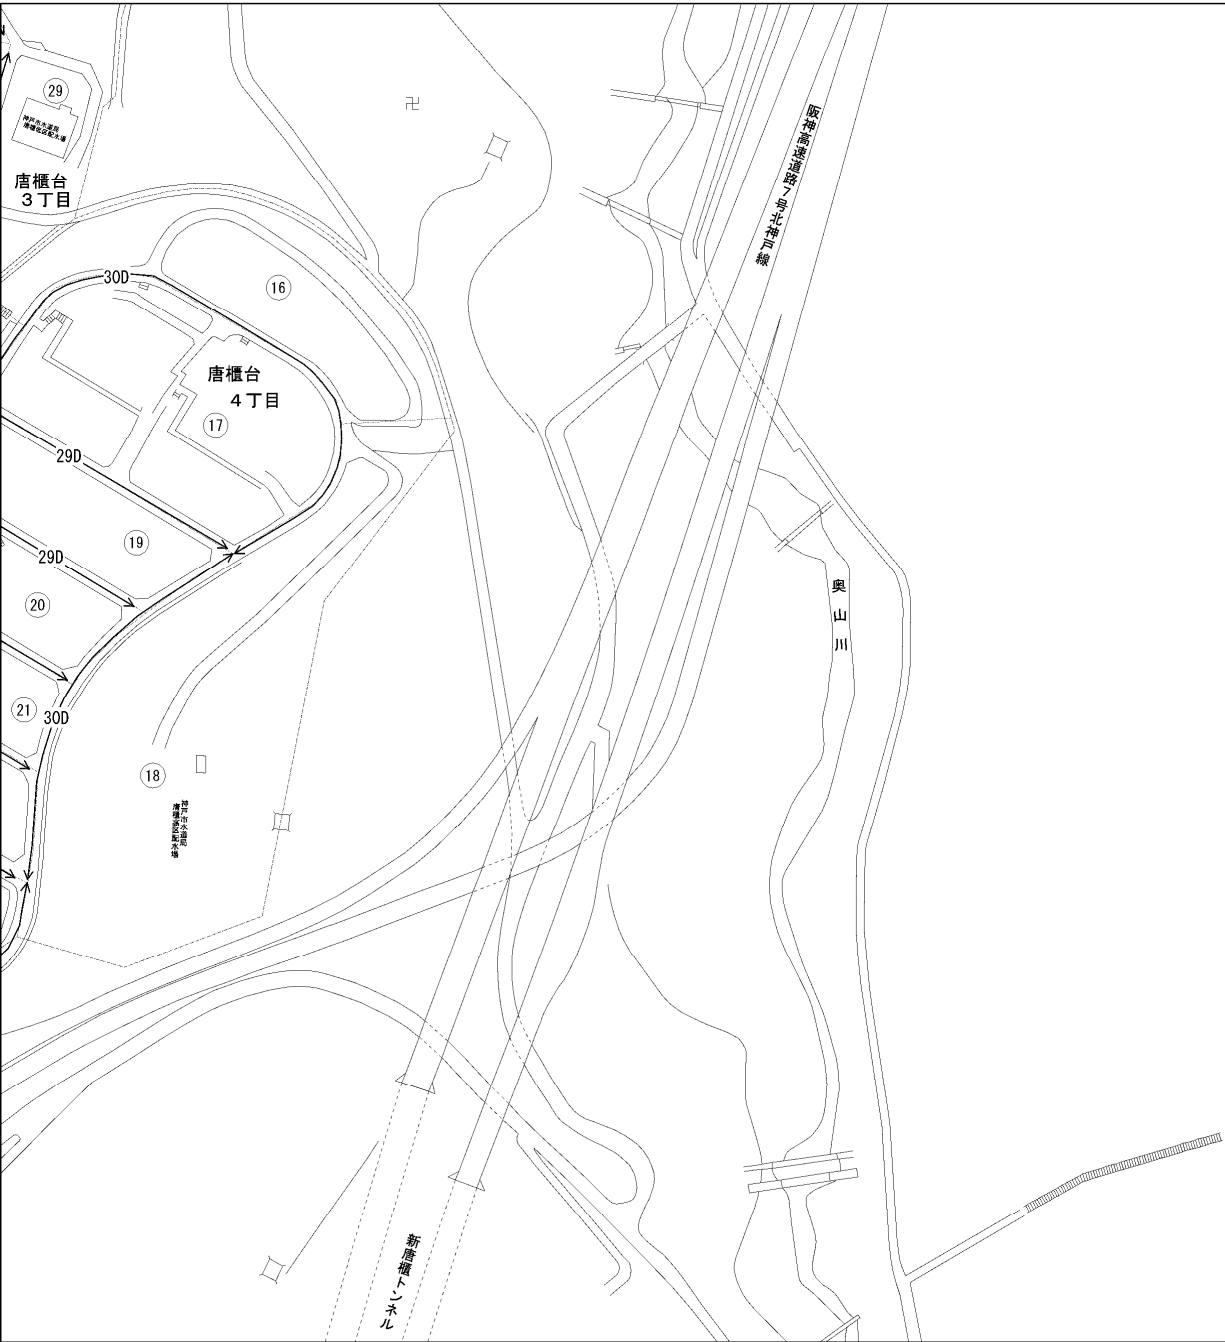 29
神戸市水道局
唐櫃低区配水場
唐櫃台
３丁目
阪神高速道路７号北神戸線
30D
16
唐櫃台
４丁目
17
29D
19
29D
20
奥山川
21
30D
18
神戸市水道局
唐櫃高区配水場
新唐櫃トンネル